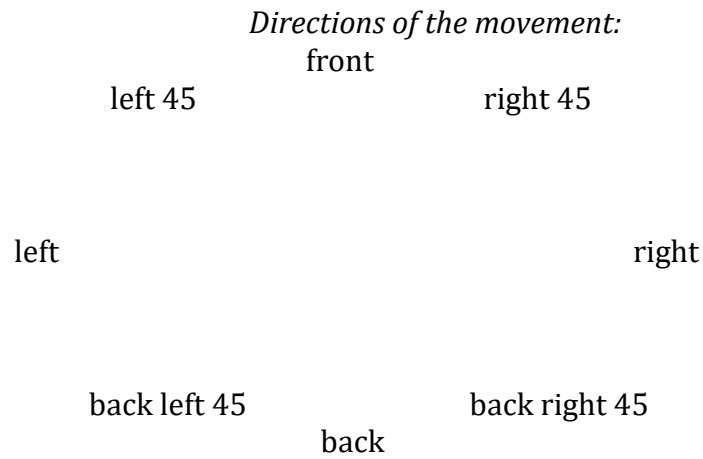 Directions of the movement:
front
left 45 right 45
left right
back left 45 back right 45
back